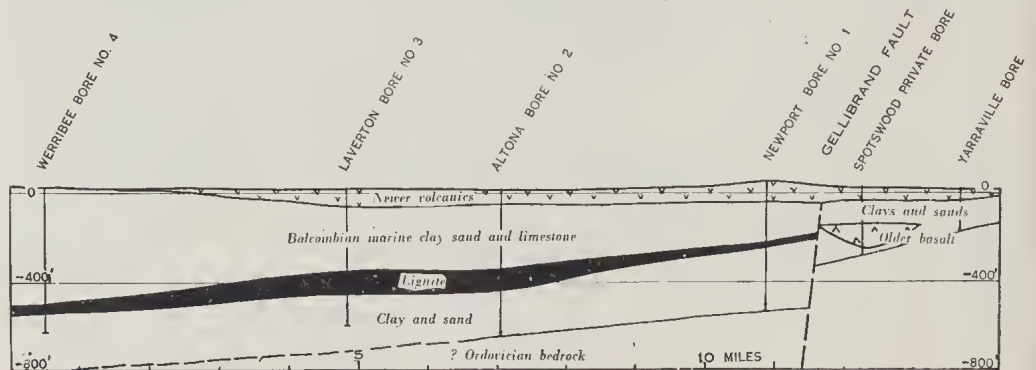 WERRIBEE BORE NO. 4
LAVERTON BORE NO 3
ALTONA BORE NO 2
NEWPORT BORE NO 1
GELLIBRAND FAULT
SPOTSWOOD PRIVATE BORE
YARRAVILLE BORE
0
0
Newer volcanics
Clays and sands
Balcombian marine clay sand and limestone
Older basalt
-400'
Lignite
-400'
Clay and sand
? Ordovician bedrock
5
10 MILES
-800'
-800'